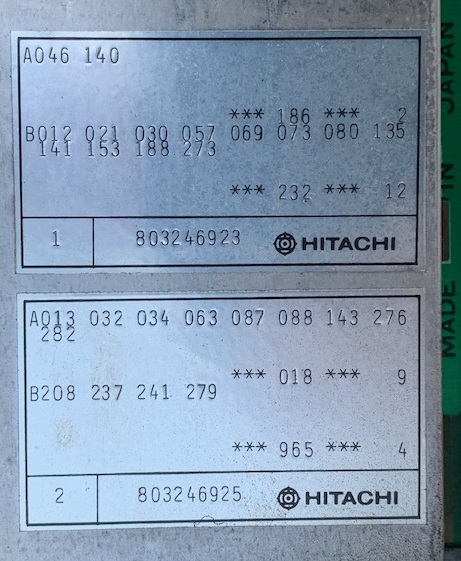 A046 140
*** 186 *** 2
B012 021 030 057 069 073 080 135
141 153 188 273
*** 232 *** 12
1 803246923 HITACHI
A013 032 034 063 087 088 143 276
282
*** 018 *** 9
B208 237 241 279
*** 965 *** 4
2 803246925 HITACHI
MADE IN JAPAN